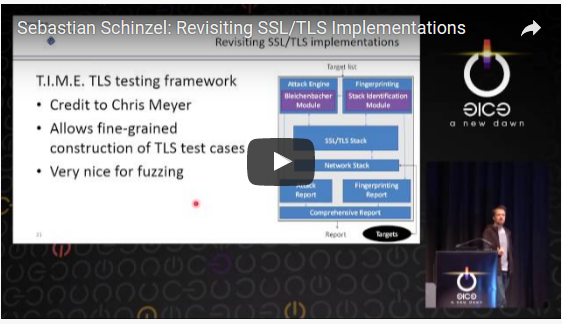 Sebastian Schinzel: Revisiting SSL/TLS Implementations
Revisiting SSL/TLS implementations
T.I.M.E. TLS testing framework
• Credit to Chris Meyer
• Allows fine-grained
construction of TLS test cases
• Very nice for fuzzing
Target list
Attack Engine
Bleichenbacher
Module
Fingerprinting
Stack Identification
Module
SSL/TLS Stack
Network Stack
Attack
Report
Fingerprinting
Report
Comprehensive Report
Report
Targets
21
a new dawn